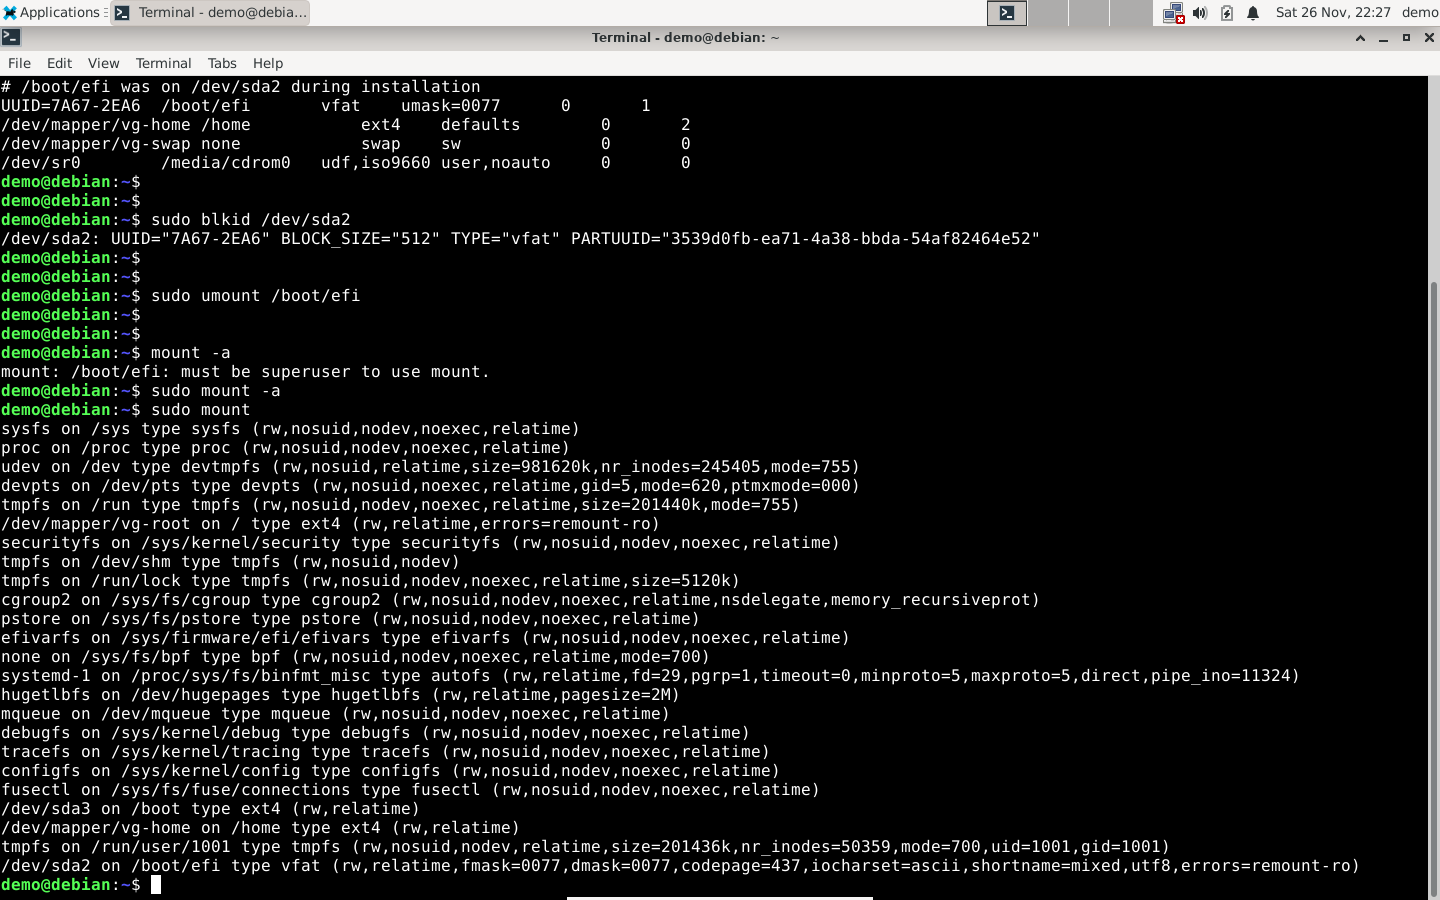 Applications Terminal - demo@debia... Sat 26 Nov, 22:27 demo
Terminal - demo@debian: ~
File Edit View Terminal Tabs Help
# /boot/efi was on /dev/sda2 during installation
UUID=7A67-2EA6  /boot/efi       vfat    umask=0077      0       1
/dev/mapper/vg-home /home           ext4    defaults        0       2
/dev/mapper/vg-swap none            swap    sw              0       0
/dev/sr0        /media/cdrom0   udf,iso9660 user,noauto     0       0
demo@debian:~$
demo@debian:~$
demo@debian:~$ sudo blkid /dev/sda2
/dev/sda2: UUID="7A67-2EA6" BLOCK_SIZE="512" TYPE="vfat" PARTUUID="3539d0fb-ea71-4a38-bbda-54af82464e52"
demo@debian:~$
demo@debian:~$
demo@debian:~$ sudo umount /boot/efi
demo@debian:~$
demo@debian:~$
demo@debian:~$ mount -a
mount: /boot/efi: must be superuser to use mount.
demo@debian:~$ sudo mount -a
demo@debian:~$ sudo mount
sysfs on /sys type sysfs (rw,nosuid,nodev,noexec,relatime)
proc on /proc type proc (rw,nosuid,nodev,noexec,relatime)
udev on /dev type devtmpfs (rw,nosuid,relatime,size=981620k,nr_inodes=245405,mode=755)
devpts on /dev/pts type devpts (rw,nosuid,noexec,relatime,gid=5,mode=620,ptmxmode=000)
tmpfs on /run type tmpfs (rw,nosuid,nodev,noexec,relatime,size=201440k,mode=755)
/dev/mapper/vg-root on / type ext4 (rw,relatime,errors=remount-ro)
securityfs on /sys/kernel/security type securityfs (rw,nosuid,nodev,noexec,relatime)
tmpfs on /dev/shm type tmpfs (rw,nosuid,nodev)
tmpfs on /run/lock type tmpfs (rw,nosuid,nodev,noexec,relatime,size=5120k)
cgroup2 on /sys/fs/cgroup type cgroup2 (rw,nosuid,nodev,noexec,relatime,nsdelegate,memory_recursiveprot)
pstore on /sys/fs/pstore type pstore (rw,nosuid,nodev,noexec,relatime)
efivarfs on /sys/firmware/efi/efivars type efivarfs (rw,nosuid,nodev,noexec,relatime)
none on /sys/fs/bpf type bpf (rw,nosuid,nodev,noexec,relatime,mode=700)
systemd-1 on /proc/sys/fs/binfmt_misc type autofs (rw,relatime,fd=29,pgrp=1,timeout=0,minproto=5,maxproto=5,direct,pipe_ino=11324)
hugetlbfs on /dev/hugepages type hugetlbfs (rw,relatime,pagesize=2M)
mqueue on /dev/mqueue type mqueue (rw,nosuid,nodev,noexec,relatime)
debugfs on /sys/kernel/debug type debugfs (rw,nosuid,nodev,noexec,relatime)
tracefs on /sys/kernel/tracing type tracefs (rw,nosuid,nodev,noexec,relatime)
configfs on /sys/kernel/config type configfs (rw,nosuid,nodev,noexec,relatime)
fusectl on /sys/fs/fuse/connections type fusectl (rw,nosuid,nodev,noexec,relatime)
/dev/sda3 on /boot type ext4 (rw,relatime)
/dev/mapper/vg-home on /home type ext4 (rw,relatime)
tmpfs on /run/user/1001 type tmpfs (rw,nosuid,nodev,relatime,size=201436k,nr_inodes=50359,mode=700,uid=1001,gid=1001)
/dev/sda2 on /boot/efi type vfat (rw,relatime,fmask=0077,dmask=0077,codepage=437,iocharset=ascii,shortname=mixed,utf8,errors=remount-ro)
demo@debian:~$